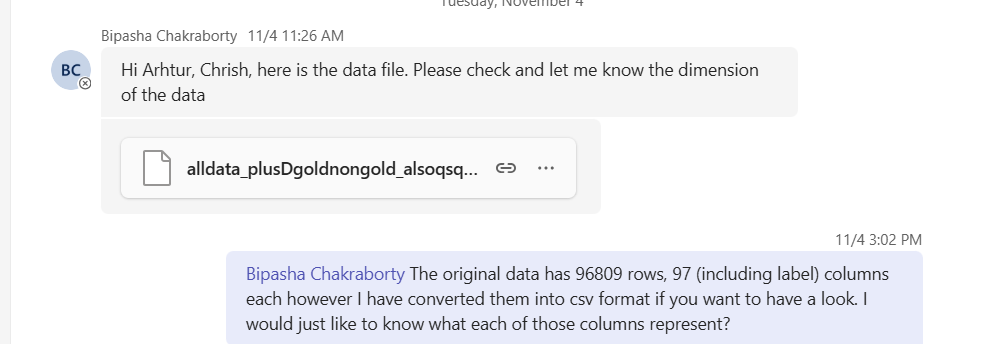 Tuesday, November 4
Bipasha Chakraborty 11/4 11:26 AM
BC
Hi Arhtur, Chrish, here is the data file. Please check and let me know the dimension
of the data
alldata_plusDgoldnongold_alsoqsq...
11/4 3:02 PM
Bipasha Chakraborty The original data has 96809 rows, 97 (including label) columns
each however I have converted them into csv format if you want to have a look. I
would just like to know what each of those columns represent?